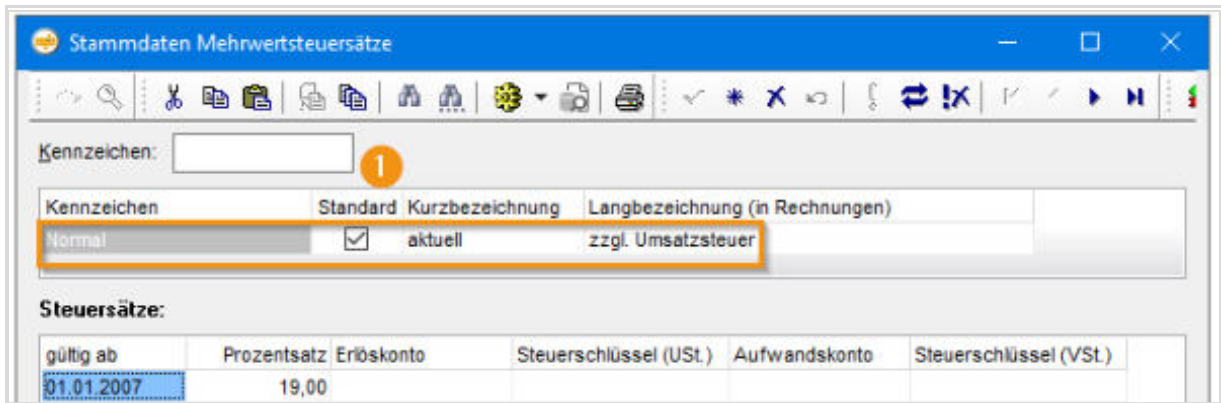 Stammdaten Mehrwertsteuersätze
Kennzeichen:
1
Kennzeichen Standard Kurzbezeichnung Langbezeichnung (in Rechnungen)
Normal aktuell zzgl. Umsatzsteuer
Steuersätze:
gültig ab Prozentsatz Erlöskonto Steuerschlüssel (USt.) Aufwandskonto Steuerschlüssel (VSt.)
01.01.2007 19,00